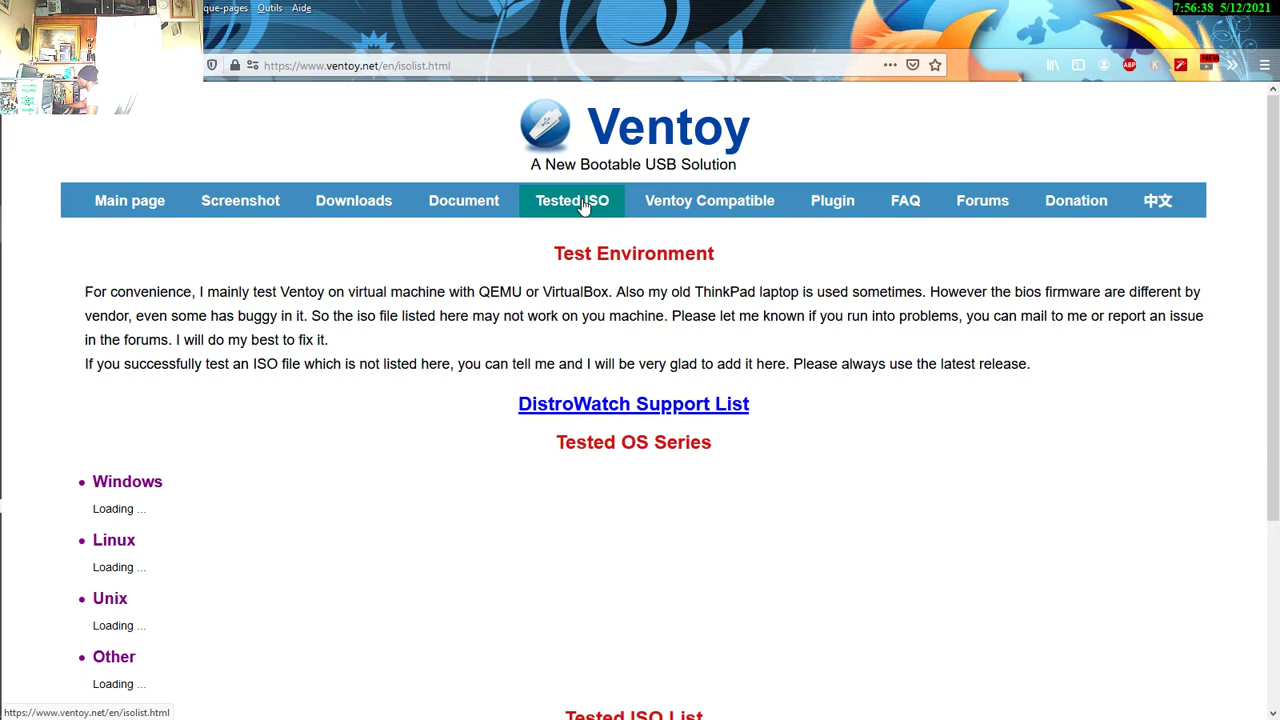 que-pages Outils Aide
7:56:38 5/12/2021
https://www.ventoy.net/en/isolist.html
ABP
NEW
Ventoy
A New Bootable USB Solution
Main page Screenshot Downloads Document Tested ISO Ventoy Compatible Plugin FAQ Forums Donation 中文
Test Environment
For convenience, I mainly test Ventoy on virtual machine with QEMU or VirtualBox. Also my old ThinkPad laptop is used sometimes. However the bios firmware are different by
vendor, even some has buggy in it. So the iso file listed here may not work on you machine. Please let me known if you run into problems, you can mail to me or report an issue
in the forums. I will do my best to fix it.
If you successfully test an ISO file which is not listed here, you can tell me and I will be very glad to add it here. Please always use the latest release.
DistroWatch Support List
Tested OS Series
Windows
Loading ...
Linux
Loading ...
Unix
Loading ...
Other
Loading ...
https://www.ventoy.net/en/isolist.html
Tested ISO List